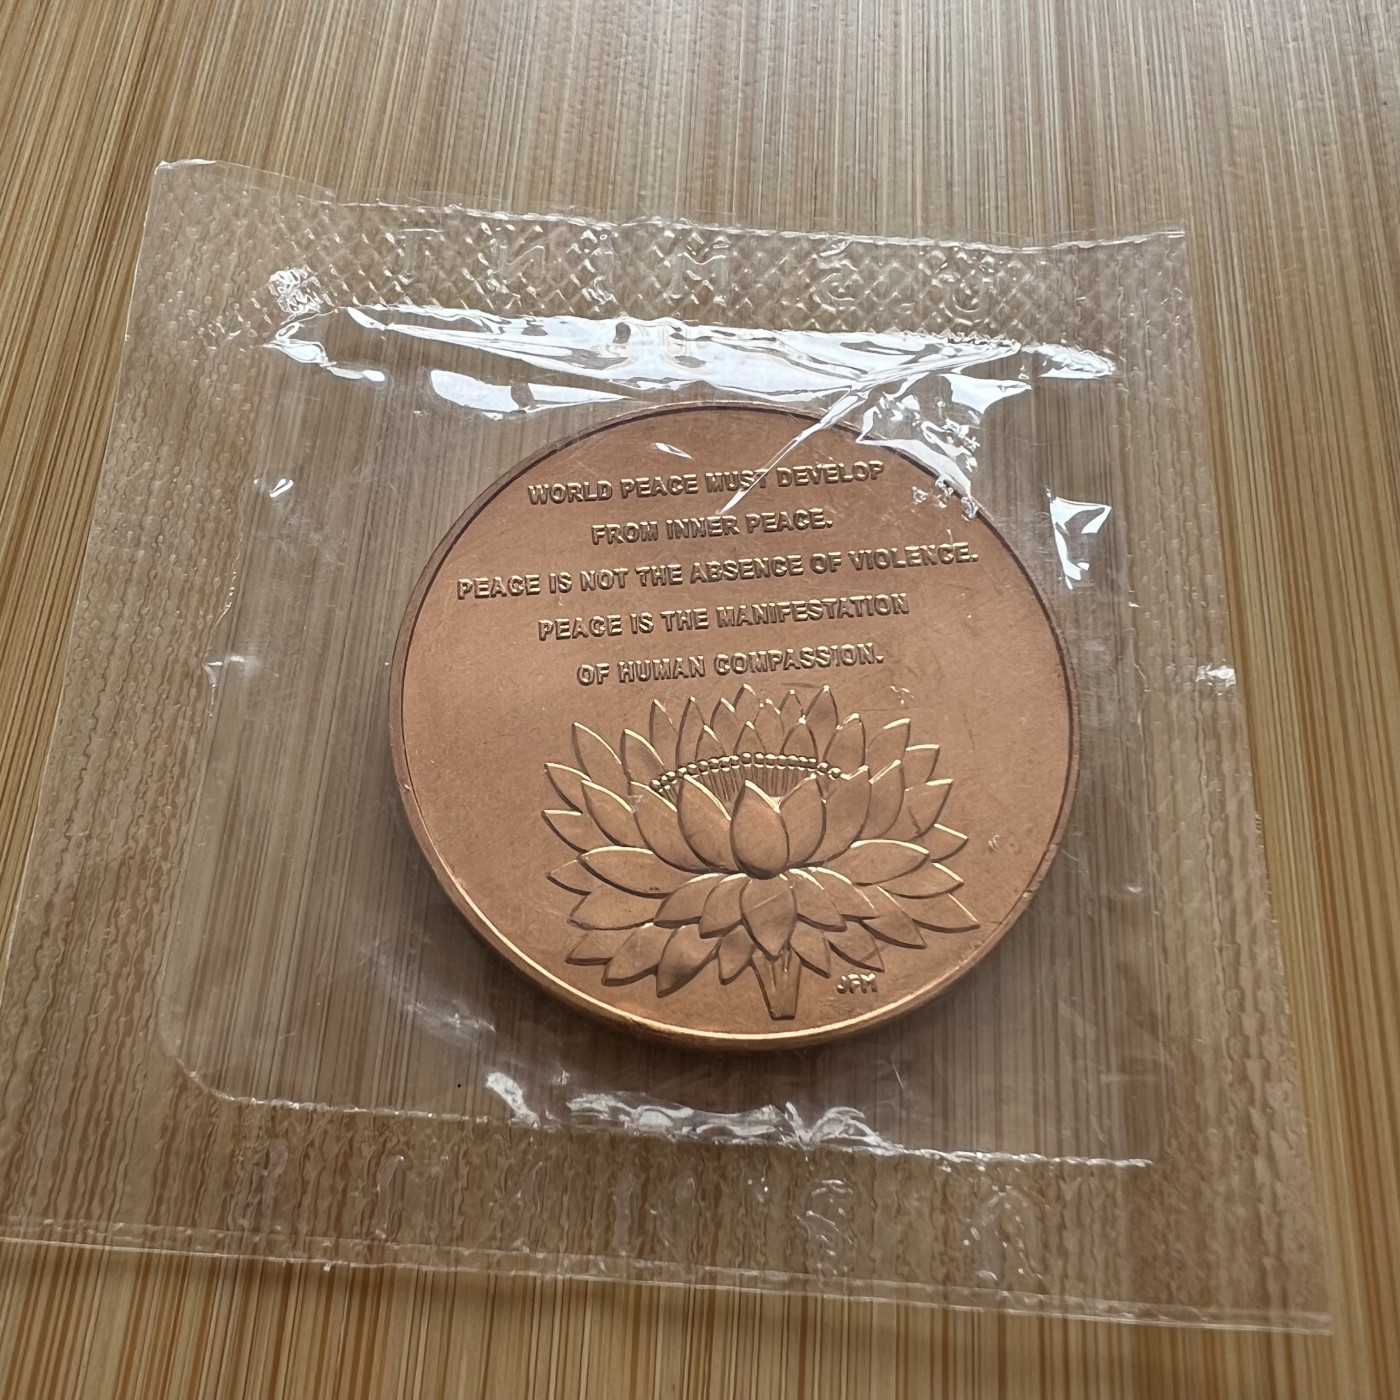 WORLD PEACE MUST DEVELOP
FROM INNER PEACE.
PEACE IS NOT THE ABSENCE OF VIOLENCE.
PEACE IS THE MANIFESTATION
OF HUMAN COMPASSION.
JFM